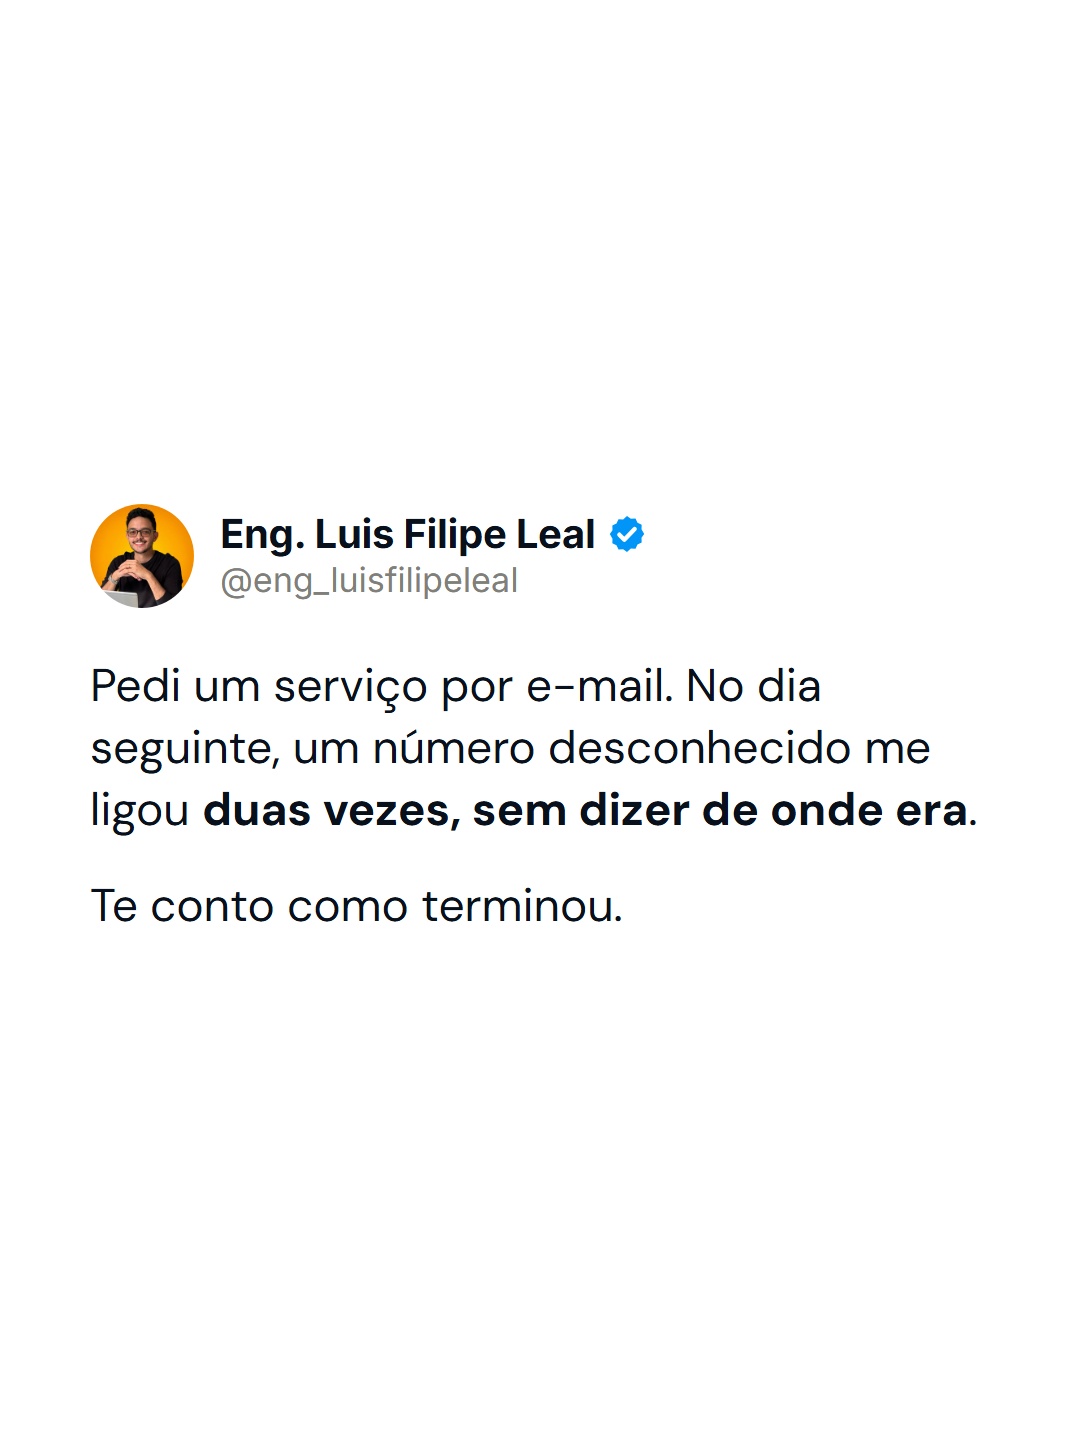 Eng. Luis Filipe Leal
@eng_luisfilipeleal
Pedi um serviço por e-mail. No dia
seguinte, um número desconhecido me
ligou duas vezes, sem dizer de onde era.
Te conto como terminou.